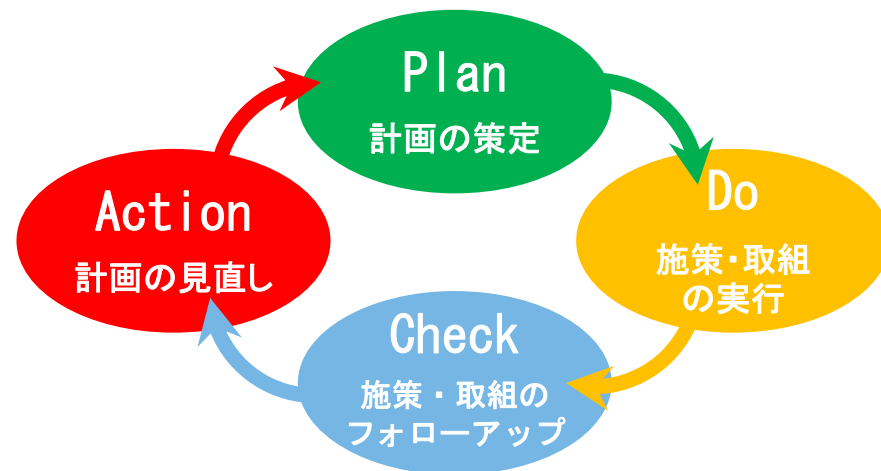 Plan
計画の策定
Do
施策・取組
の実行
Check
施策・取組の
フォローアップ
Action
計画の見直し